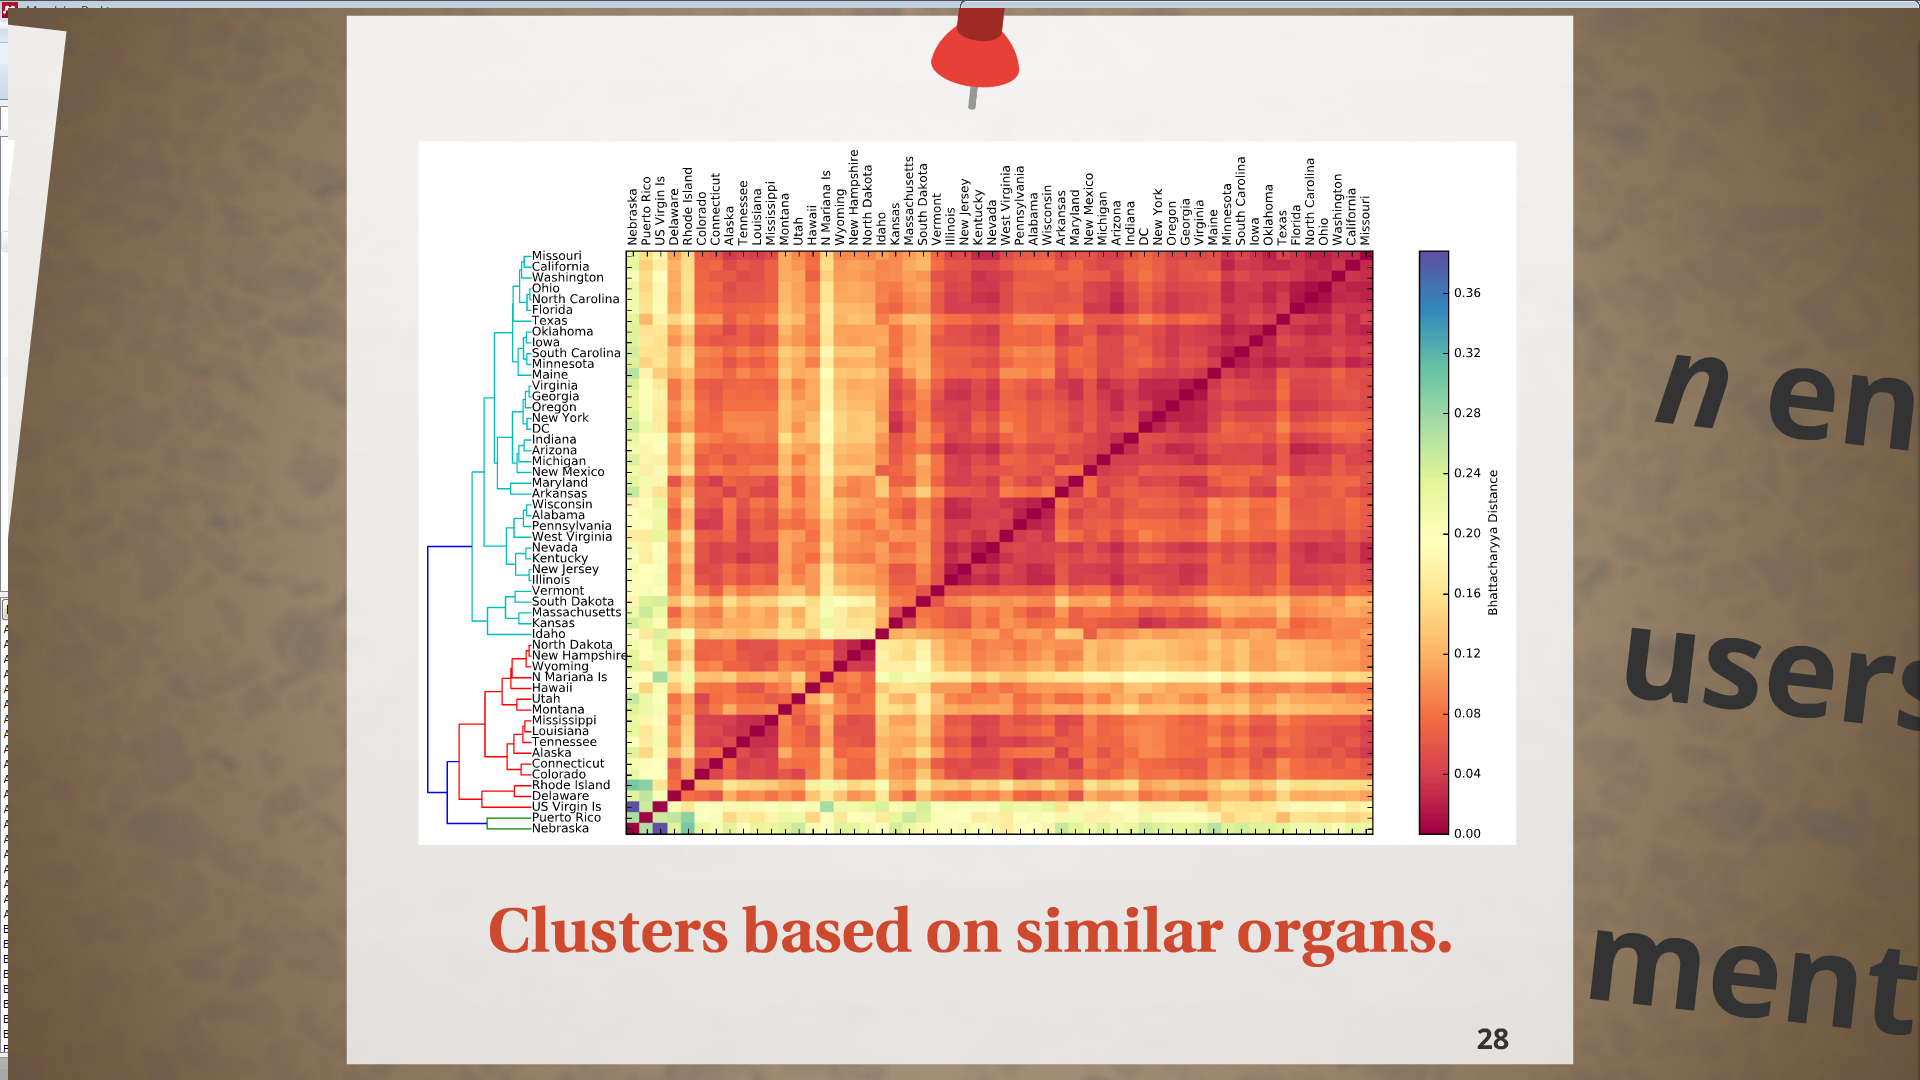 Nebraska
Puerto Rico
US Virgin Is
Delaware
Rhode Island
Colorado
Connecticut
Alaska
Tennessee
Louisiana
Mississippi
Montana
Utah
Hawaii
N Mariana Is
Wyoming
New Hampshire
North Dakota
Idaho
Kansas
Massachusetts
South Dakota
Vermont
Illinois
New Jersey
Kentucky
Nevada
West Virginia
Pennsylvania
Alabama
Wisconsin
Arkansas
Maryland
New Mexico
Michigan
Arizona
Indiana
DC
New York
Oregon
Georgia
Virginia
Maine
Minnesota
South Carolina
Iowa
Oklahoma
Texas
Florida
North Carolina
Ohio
Washington
California
Missouri
Missouri
California
Washington
Ohio
North Carolina
Florida
Texas
Oklahoma
Iowa
South Carolina
Minnesota
Maine
Virginia
Georgia
Oregon
New York
DC
Indiana
Arizona
Michigan
New Mexico
Maryland
Arkansas
Wisconsin
Alabama
Pennsylvania
West Virginia
Nevada
Kentucky
New Jersey
Illinois
Vermont
South Dakota
Massachusetts
Kansas
Idaho
North Dakota
New Hampshire
Wyoming
N Mariana Is
Hawaii
Utah
Montana
Mississippi
Louisiana
Tennessee
Alaska
Connecticut
Colorado
Rhode Island
Delaware
US Virgin Is
Puerto Rico
Nebraska
0.36
0.32
0.28
0.24
0.20
0.16
0.12
0.08
0.04
0.00
Bhattacharyya Distance
Clusters based on similar organs.
28
n en
users
ment